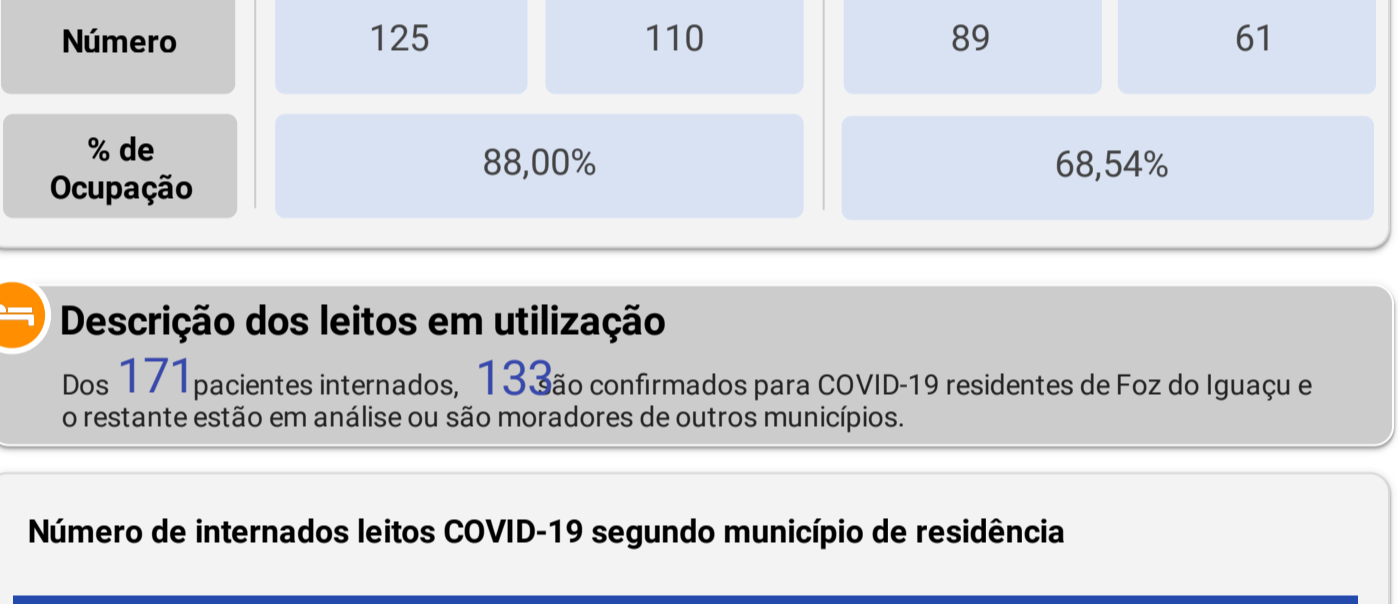 Número 125 110 89 61
% de
Ocupação 88,00% 68,54%
Descrição dos leitos em utilização
Dos 171 pacientes internados, 133 são confirmados para COVID-19 residentes de Foz do Iguaçu e
o restante estão em análise ou são moradores de outros municípios.
Número de internados leitos COVID-19 segundo município de residência